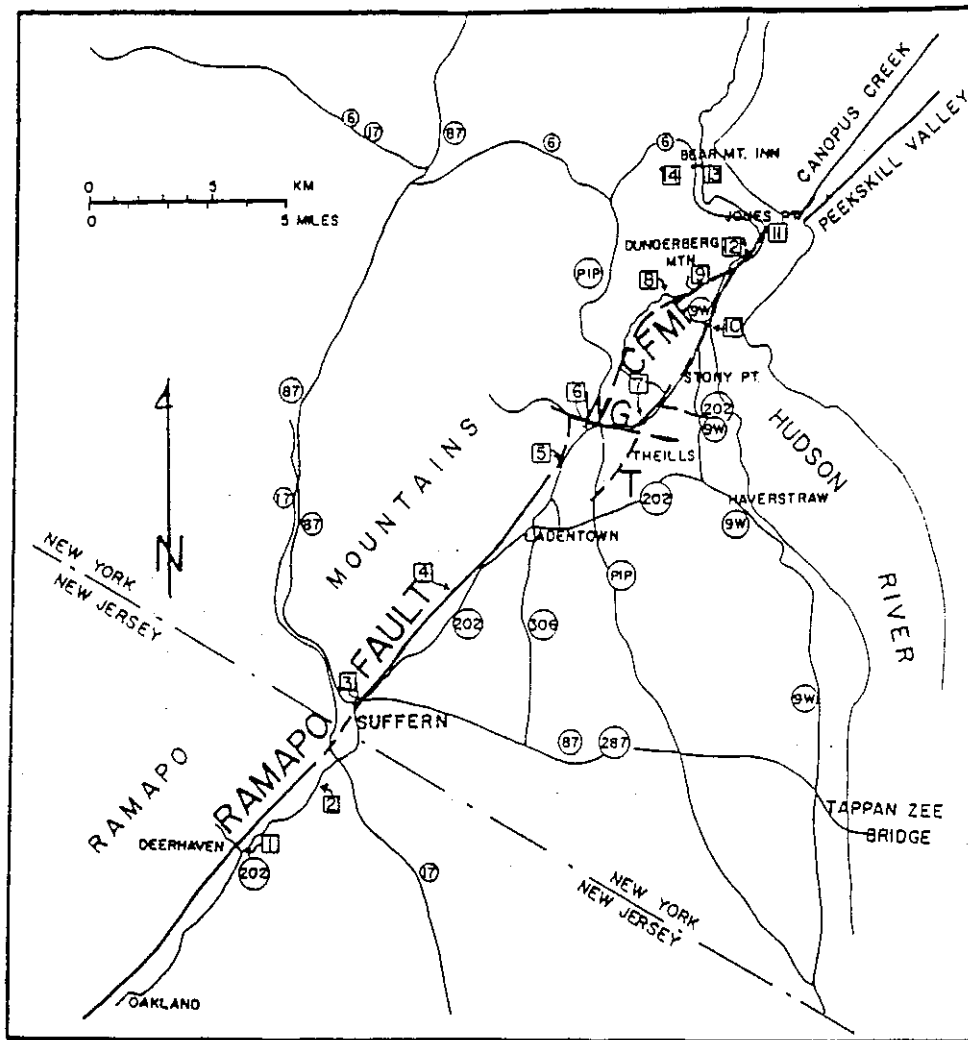 CANOPUS CREEK
PEEKSKILL VALLEY
6
17
87
6
6
BEAR MT. INN
14
13
0 5 KM
0 5 MILES
JONES PT.
11
DUNDERBERG
MTN
12
PIP
8
9
9W
10
CFM
87
7
STONY PT.
6
WG
202
9W
HUDSON
RIVER
5
THEILLS
T
202
HAVERSTRAW
9W
MOUNTAINS
17
87
LADENTOWN
N
NEW YORK
NEW JERSEY
4
PIP
202
306
FAULT
3
SUFFERN
9W
87
287
RAMAPO
RAMAPO
2
TAPPAN ZEE
BRIDGE
DEERHAVEN
11
202
17
NEW YORK
NEW JERSEY
OAKLAND